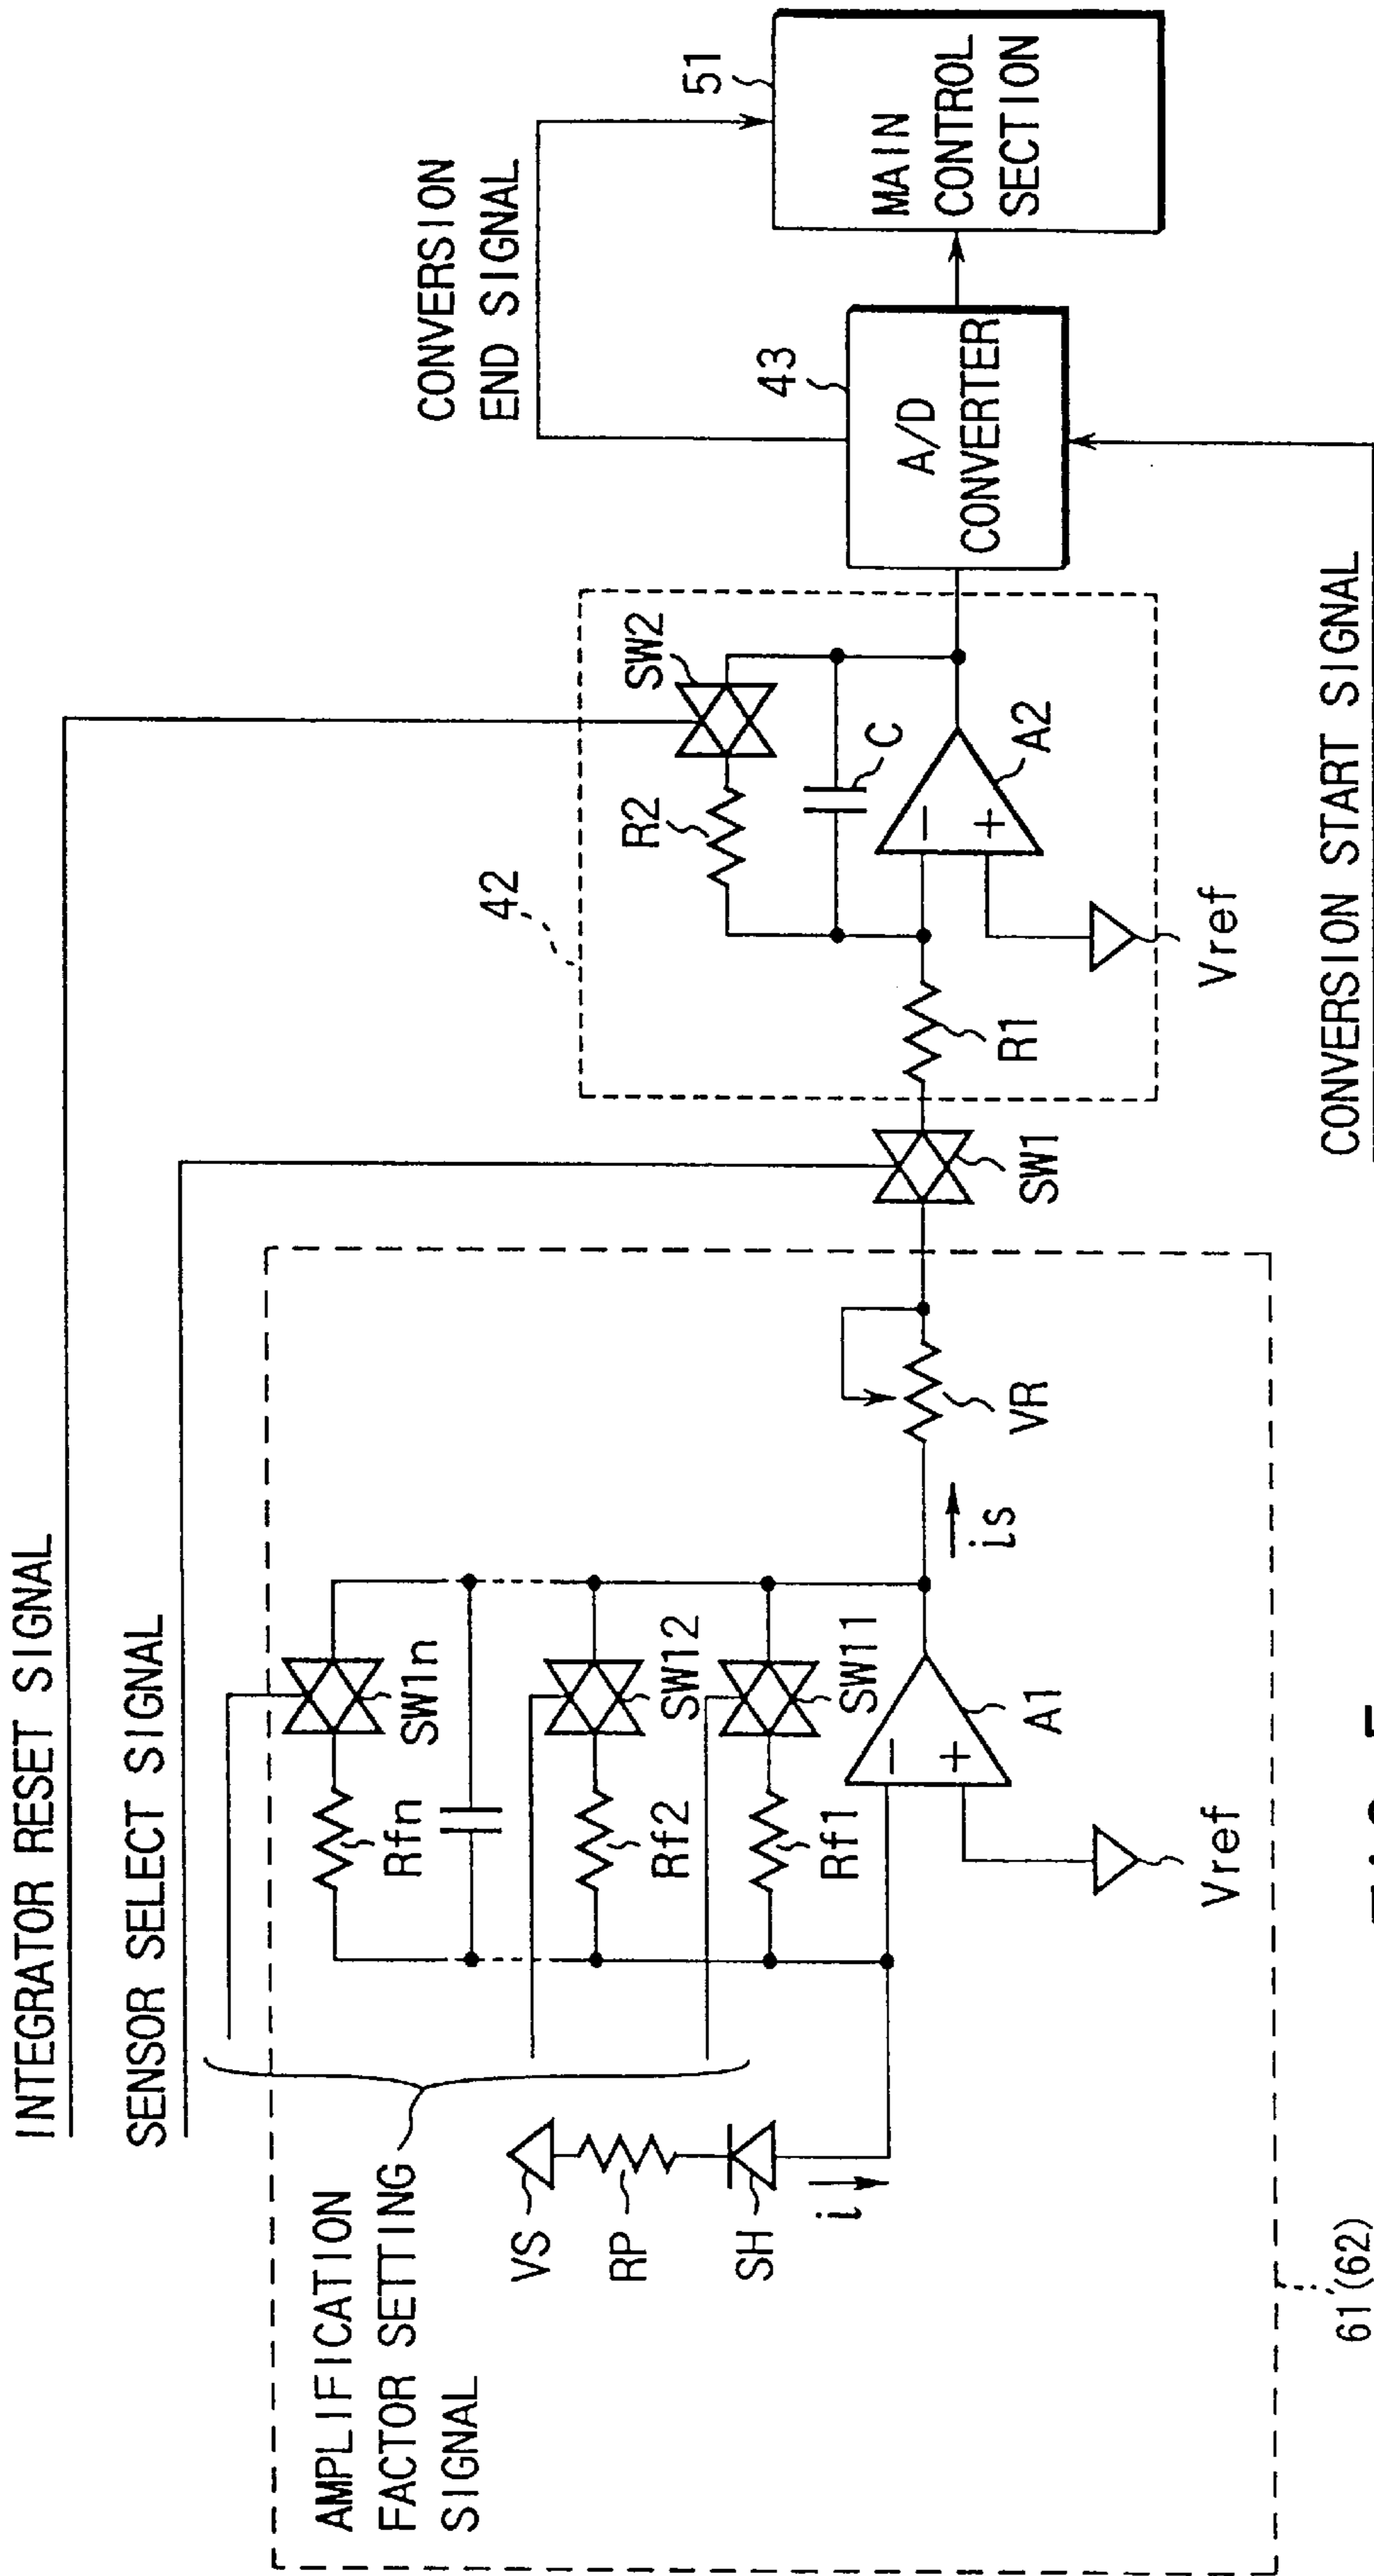 INTEGRATOR RESET SIGNAL
SENSOR SELECT SIGNAL
AMPLIFICATION
FACTOR SETTING
SIGNAL
VS
RP
SH
i
Rfn
SW1n
Rf2
SW12
Rf1
SW11
A1
Vref
is
VR
61(62)
SW1
42
R1
R2
SW2
C
A2
Vref
CONVERSION
END SIGNAL
43
A/D
CONVERTER
51
MAIN
CONTROL
SECTION
CONVERSION START SIGNAL